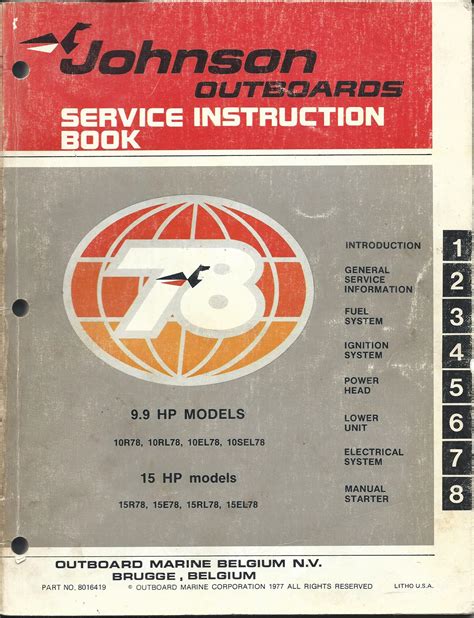 Johnson
OUTBOARDS
SERVICE INSTRUCTION
BOOK
78
INTRODUCTION 1
GENERAL
SERVICE
INFORMATION 2
FUEL
SYSTEM 3
IGNITION
SYSTEM 4
POWER
HEAD 5
LOWER
UNIT 6
ELECTRICAL
SYSTEM 7
MANUAL
STARTER 8
9.9 HP MODELS
10R78, 10RL78, 10EL78, 10SEL78
15 HP models
15R78, 15E78, 15RL78, 15EL78
OUTBOARD MARINE BELGIUM N.V.
BRUGGE, BELGIUM
PART NO. 8016419 © OUTBOARD MARINE CORPORATION 1977 ALL RIGHTS RESERVED LITHO U.S.A.